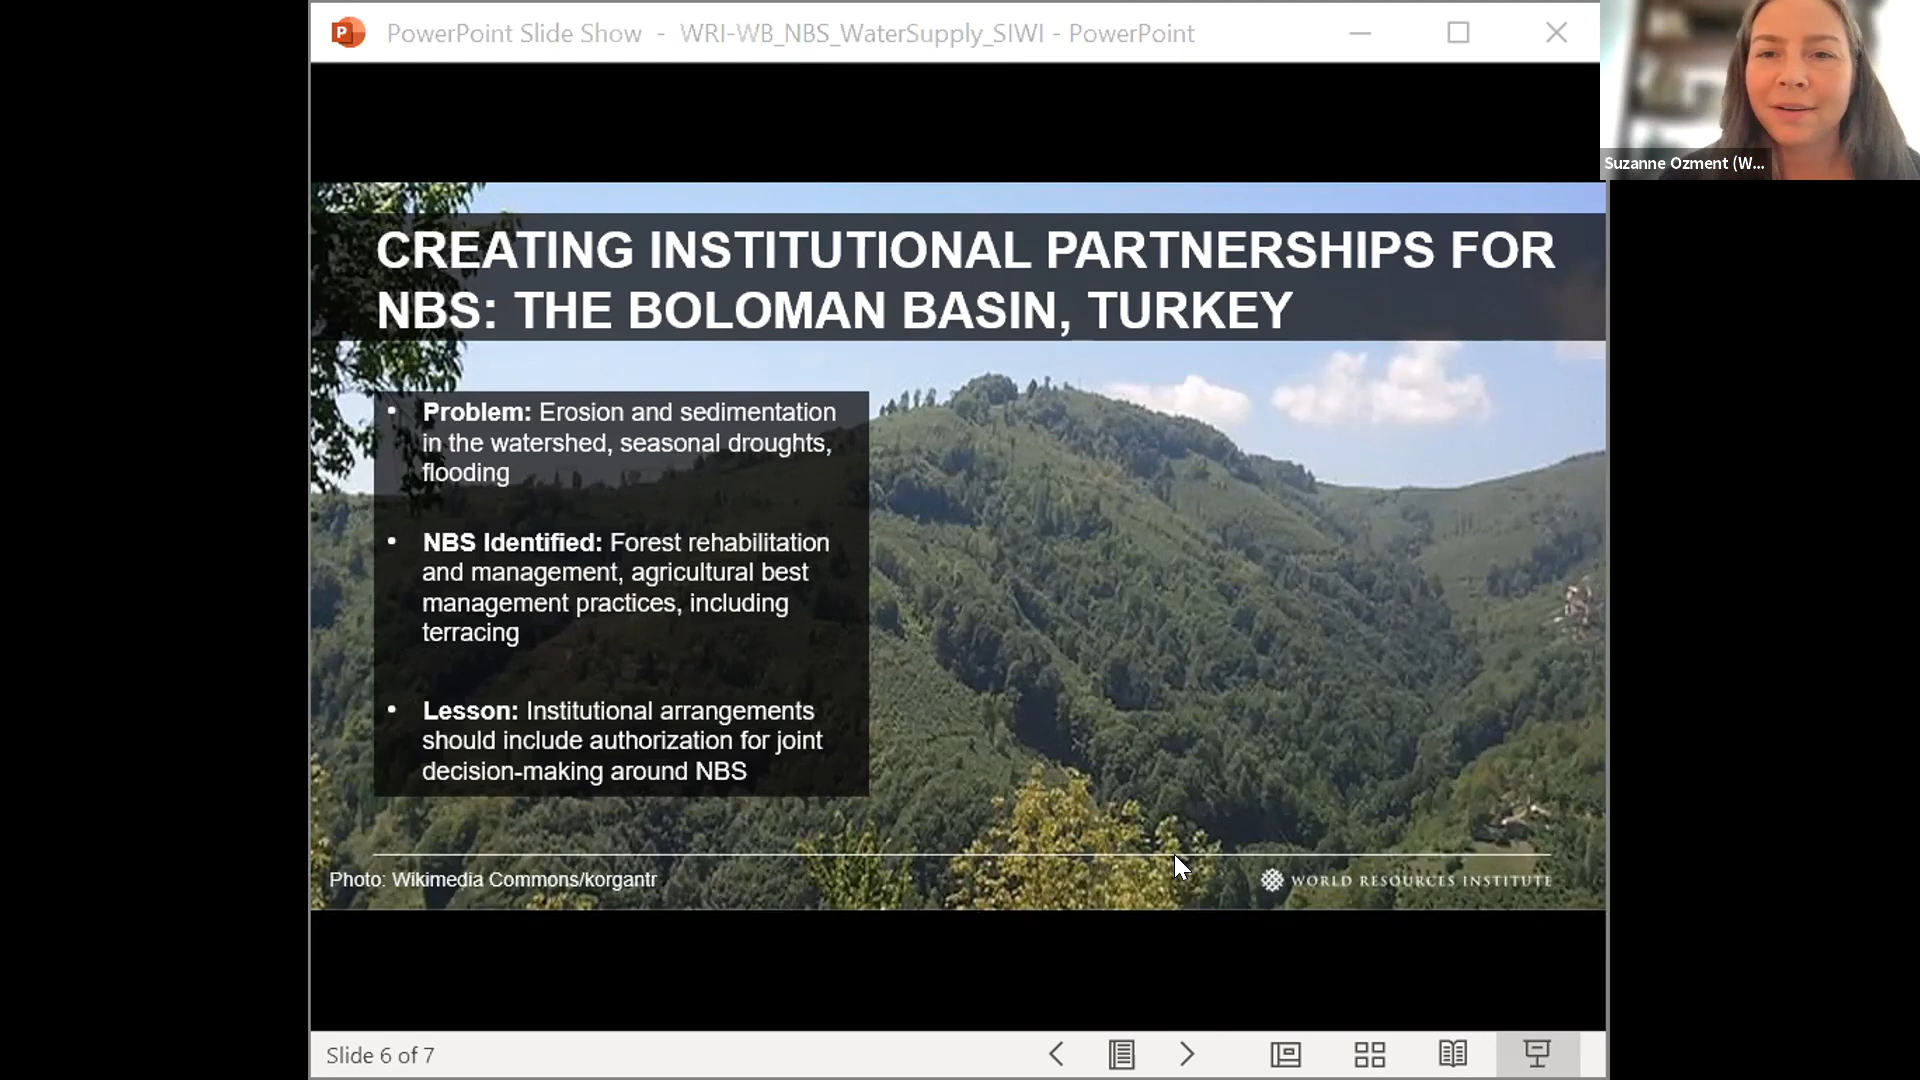 PowerPoint Slide Show - WRI-WB_NBS_WaterSupply_SIWI - PowerPoint
Suzanne Ozment (W...
CREATING INSTITUTIONAL PARTNERSHIPS FOR
NBS: THE BOLOMAN BASIN, TURKEY
• Problem: Erosion and sedimentation
in the watershed, seasonal droughts,
flooding
• NBS Identified: Forest rehabilitation
and management, agricultural best
management practices, including
terracing
• Lesson: Institutional arrangements
should include authorization for joint
decision-making around NBS
Photo: Wikimedia Commons/korgantr
WORLD RESOURCES INSTITUTE
Slide 6 of 7